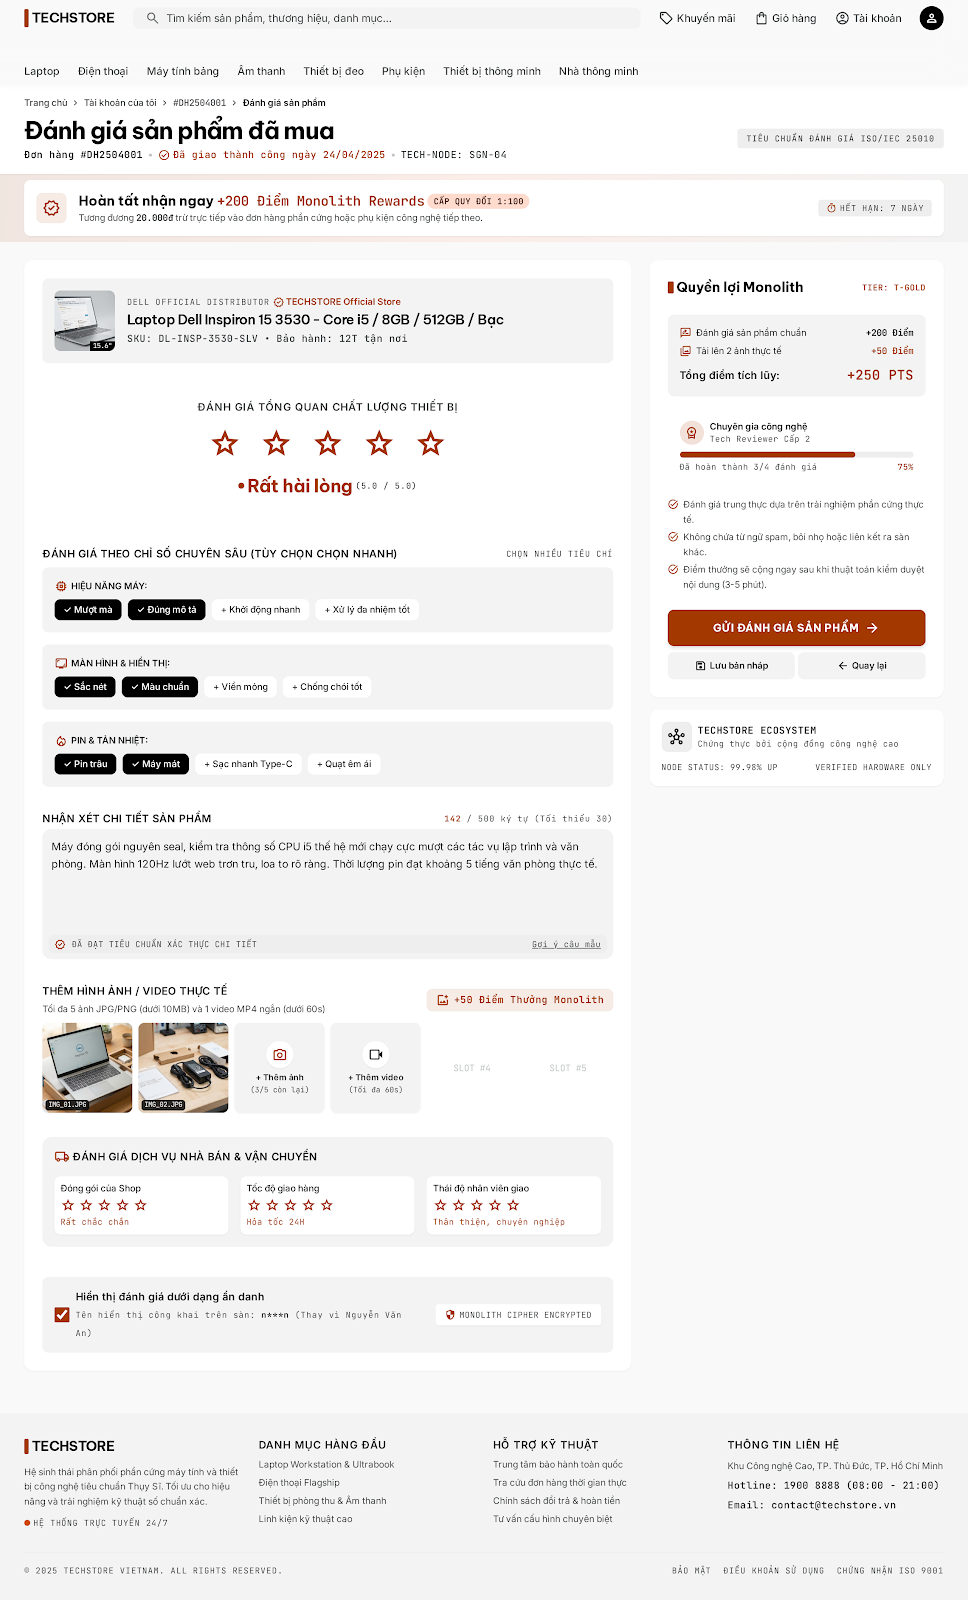 TECHSTORE
Tìm kiếm sản phẩm, thương hiệu, danh mục...
Khuyến mãi
Giỏ hàng
Tài khoản
Laptop
Điện thoại
Máy tính bảng
Âm thanh
Thiết bị đeo
Phụ kiện
Thiết bị thông minh
Nhà thông minh
Trang chủ > Tài khoản của tôi > #DH2504001 > Đánh giá sản phẩm
Đánh giá sản phẩm đã mua
Đơn hàng #DH2504001 • Đã giao thành công ngày 24/04/2025 • TECH-NODE: SGN-04
TIÊU CHUẨN ĐÁNH GIÁ ISO/IEC 25010
Hoàn tất nhận ngay +200 Điểm Monolith Rewards CẤP QUY ĐỔI 1:100
Tương đương 20.000đ trừ trực tiếp vào đơn hàng phần cứng hoặc phụ kiện công nghệ tiếp theo.
HẾT HẠN: 7 NGÀY
15.6"
DELL OFFICIAL DISTRIBUTOR TECHSTORE Official Store
Laptop Dell Inspiron 15 3530 - Core i5 / 8GB / 512GB / Bạc
SKU: DL-INSP-3530-SLV • Bảo hành: 12T tận nơi
ĐÁNH GIÁ TỔNG QUAN CHẤT LƯỢNG THIẾT BỊ
• Rất hài lòng (5.0 / 5.0)
ĐÁNH GIÁ THEO CHỈ SỐ CHUYÊN SÂU (TÙY CHỌN CHỌN NHANH)
CHỌN NHIỀU TIÊU CHÍ
HIỆU NĂNG MÁY:
✓ Mượt mà
✓ Đúng mô tả
+ Khởi động nhanh
+ Xử lý đa nhiệm tốt
MÀN HÌNH & HIỂN THỊ:
✓ Sắc nét
✓ Màu chuẩn
+ Viền mỏng
+ Chống chói tốt
PIN & TẢN NHIỆT:
✓ Pin trâu
✓ Máy mát
+ Sạc nhanh Type-C
+ Quạt êm ái
NHẬN XÉT CHI TIẾT SẢN PHẨM
142 / 500 ký tự (Tối thiểu 30)
Máy đóng gói nguyên seal, kiểm tra thông số CPU i5 thế hệ mới chạy cực mượt các tác vụ lập trình và văn
phòng. Màn hình 120Hz lướt web trơn tru, loa to rõ ràng. Thời lượng pin đạt khoảng 5 tiếng văn phòng thực tế.
ĐÃ ĐẠT TIÊU CHUẨN XÁC THỰC CHI TIẾT
Gợi ý câu mẫu
THÊM HÌNH ẢNH / VIDEO THỰC TẾ
Tối đa 5 ảnh JPG/PNG (dưới 10MB) và 1 video MP4 ngắn (dưới 60s)
+50 Điểm Thưởng Monolith
IMG_01.JPG
IMG_02.JPG
+ Thêm ảnh
(3/5 còn lại)
+ Thêm video
(Tối đa 60s)
SLOT #4
SLOT #5
ĐÁNH GIÁ DỊCH VỤ NHÀ BÁN & VẬN CHUYỂN
Đóng gói của Shop
Rất chắc chắn
Tốc độ giao hàng
Hỏa tốc 24H
Thái độ nhân viên giao
Thân thiện, chuyên nghiệp
Hiển thị đánh giá dưới dạng ẩn danh
Tên hiển thị công khai trên sàn: n***n (Thay vì Nguyễn Văn
An)
MONOLITH CIPHER ENCRYPTED
Quyền lợi Monolith
TIER: T-GOLD
Đánh giá sản phẩm chuẩn
+200 Điểm
Tải lên 2 ảnh thực tế
+50 Điểm
Tổng điểm tích lũy:
+250 PTS
Chuyên gia công nghệ
Tech Reviewer Cấp 2
Đã hoàn thành 3/4 đánh giá
75%
Đánh giá trung thực dựa trên trải nghiệm phần cứng thực
tế.
Không chứa từ ngữ spam, bôi nhọ hoặc liên kết ra sàn
khác.
Điểm thưởng sẽ cộng ngay sau khi thuật toán kiểm duyệt
nội dung (3-5 phút).
GỬI ĐÁNH GIÁ SẢN PHẨM →
Lưu bản nháp
← Quay lại
TECHSTORE ECOSYSTEM
Chứng thực bởi cộng đồng công nghệ cao
NODE STATUS: 99.98% UP
VERIFIED HARDWARE ONLY
TECHSTORE
Hệ sinh thái phân phối phần cứng máy tính và thiết
bị công nghệ tiêu chuẩn Thụy Sĩ. Tối ưu cho hiệu
năng và trải nghiệm kỹ thuật số chuẩn xác.
HỆ THỐNG TRỰC TUYẾN 24/7
DANH MỤC HÀNG ĐẦU
Laptop Workstation & Ultrabook
Điện thoại Flagship
Thiết bị phòng thu & Âm thanh
Linh kiện kỹ thuật cao
HỖ TRỢ KỸ THUẬT
Trung tâm bảo hành toàn quốc
Tra cứu đơn hàng thời gian thực
Chính sách đổi trả & hoàn tiền
Tư vấn cấu hình chuyên biệt
THÔNG TIN LIÊN HỆ
Khu Công nghệ Cao, TP. Thủ Đức, TP. Hồ Chí Minh
Hotline: 1900 8888 (08:00 - 21:00)
Email: contact@techstore.vn
© 2025 TECHSTORE VIETNAM. ALL RIGHTS RESERVED.
BẢO MẬT
ĐIỀU KHOẢN SỬ DỤNG
CHỨNG NHẬN ISO 9001